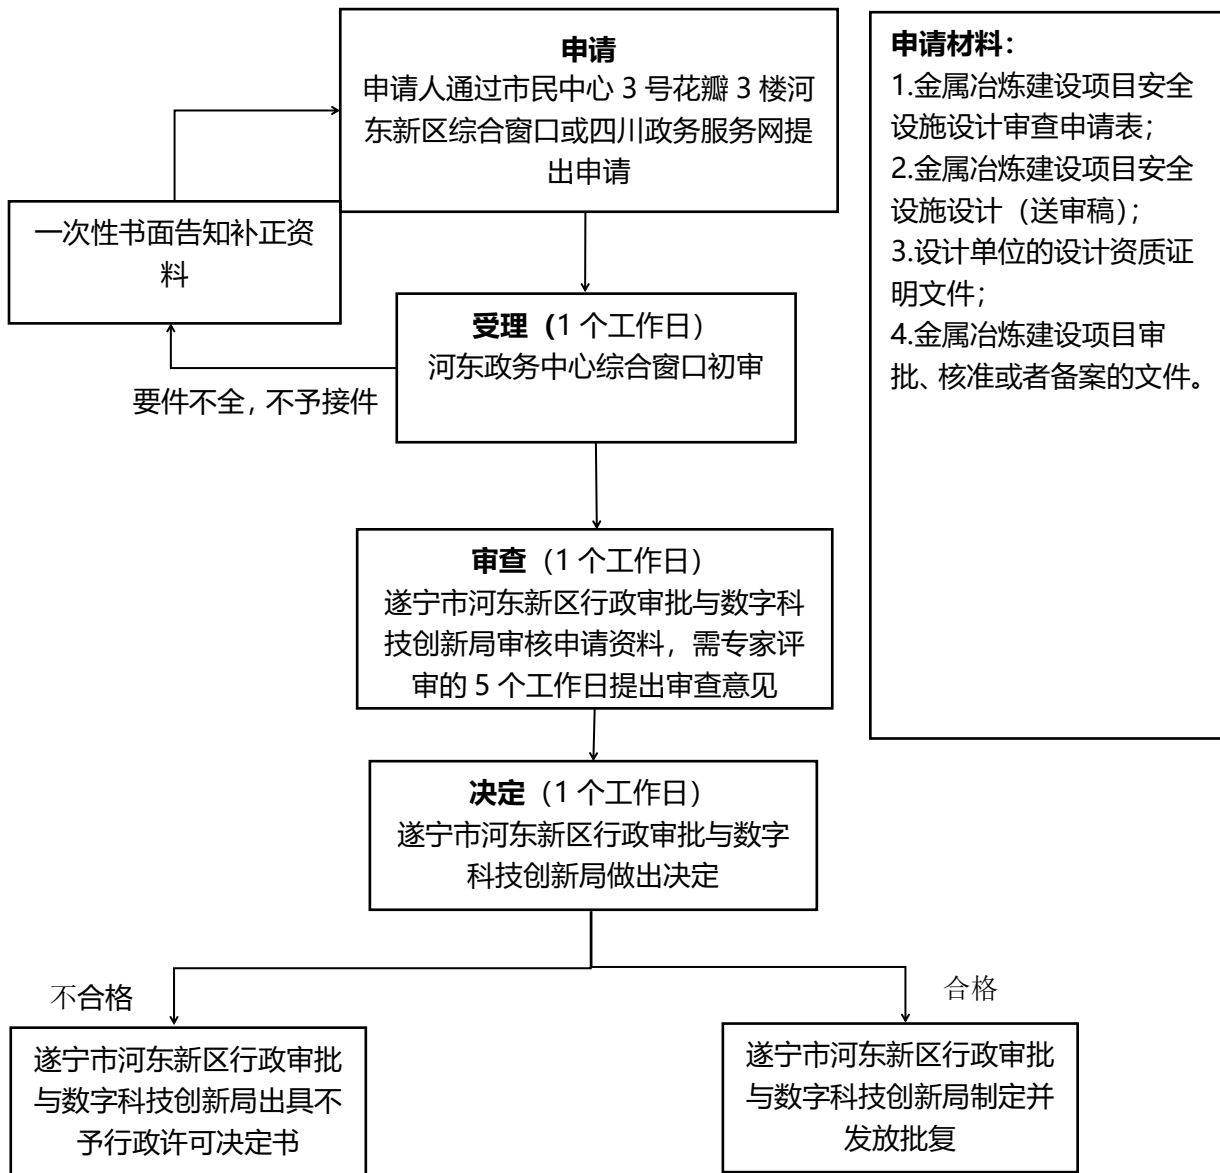 申请
申请人通过市民中心 3 号花瓣 3 楼河
东新区综合窗口或四川政务服务网提
出申请
申请材料：
1.金属冶炼建设项目安全
设施设计审查申请表；
2.金属冶炼建设项目安全
设施设计（送审稿）；
3.设计单位的设计资质证
明文件；
4.金属冶炼建设项目审
批、核准或者备案的文件。
一次性书面告知补正资
料
受理（1 个工作日）
河东政务中心综合窗口初审
要件不全，不予接件
审查（1 个工作日）
遂宁市河东新区行政审批与数字科
技创新局审核申请资料，需专家评
审的 5 个工作日提出审查意见
决定（1 个工作日）
遂宁市河东新区行政审批与数字
科技创新局做出决定
不合格
合格
遂宁市河东新区行政审批
与数字科技创新局出具不
予行政许可决定书
遂宁市河东新区行政审批
与数字科技创新局制定并
发放批复